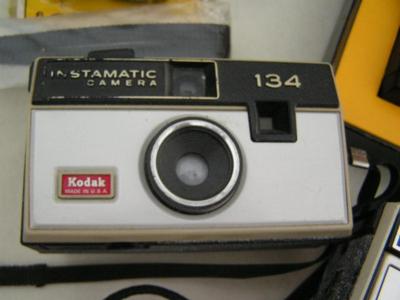 INSTAMATIC 134
CAMERA
Kodak
MADE IN U.S.A.